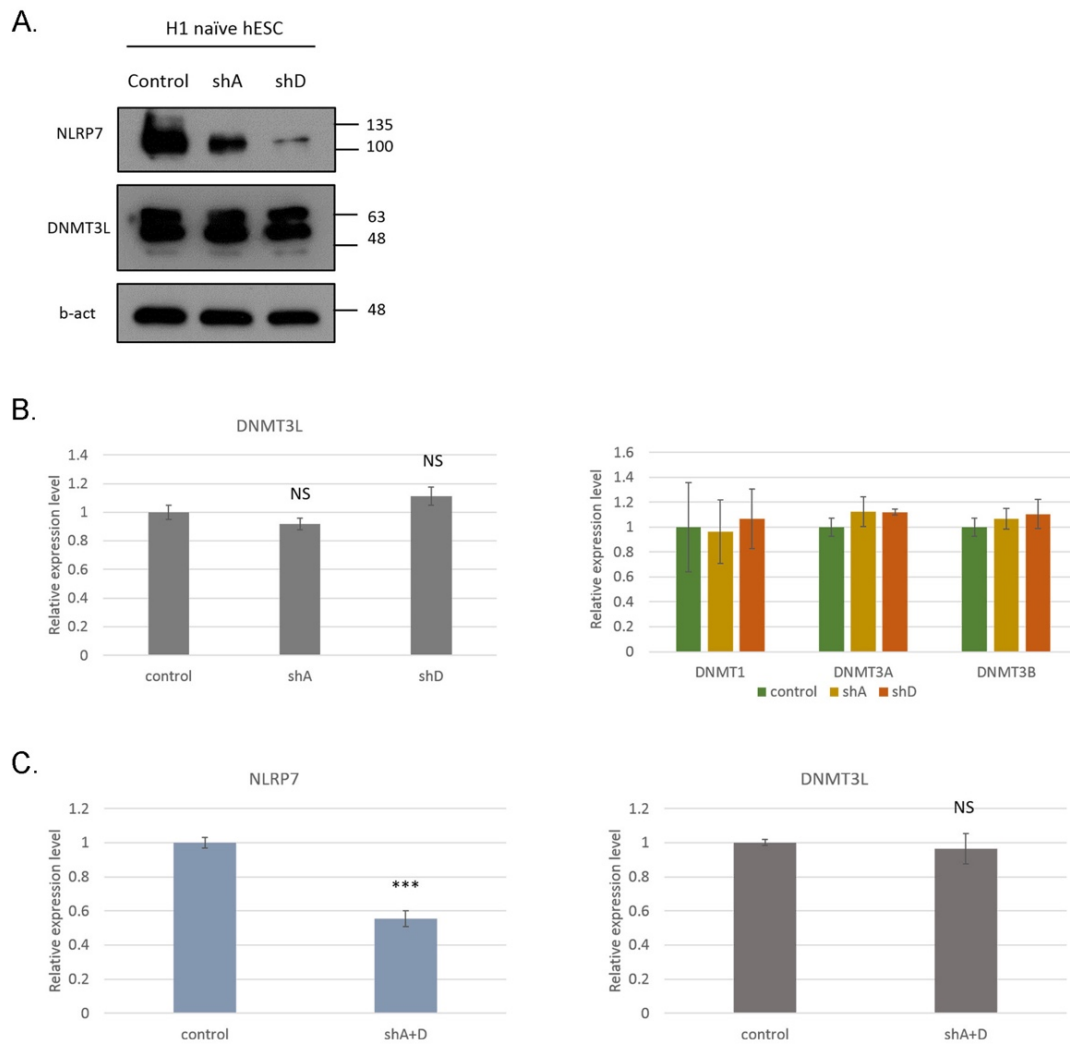 A.
H1 naïve hESC
Control shA shD
NLRP7
135
100
DNMT3L
63
48
b-act
48
B.
DNMT3L
Relative expression level
1.4
1.2
1
0.8
0.6
0.4
0.2
0
NS
NS
control shA shD
Relative expression level
1.6
1.4
1.2
1
0.8
0.6
0.4
0.2
0
DNMT1 DNMT3A DNMT3B
control shA shD
C.
NLRP7
Relative expression level
1.2
1
0.8
0.6
0.4
0.2
0
***
control shA+D
DNMT3L
Relative expression level
1.2
1
0.8
0.6
0.4
0.2
0
NS
control shA+D